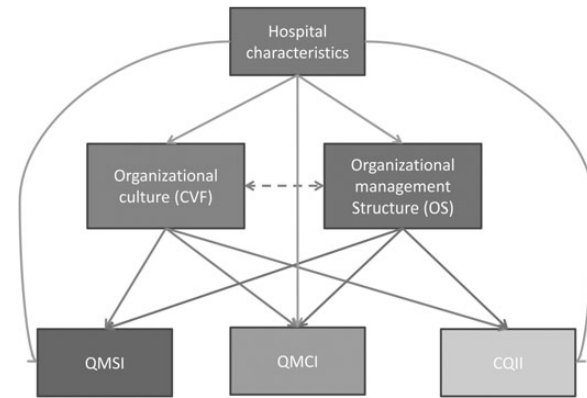 Hospital
characteristics
Organizational
culture (CVF)
Organizational
management
Structure (OS)
QMSI
QMCI
CQII